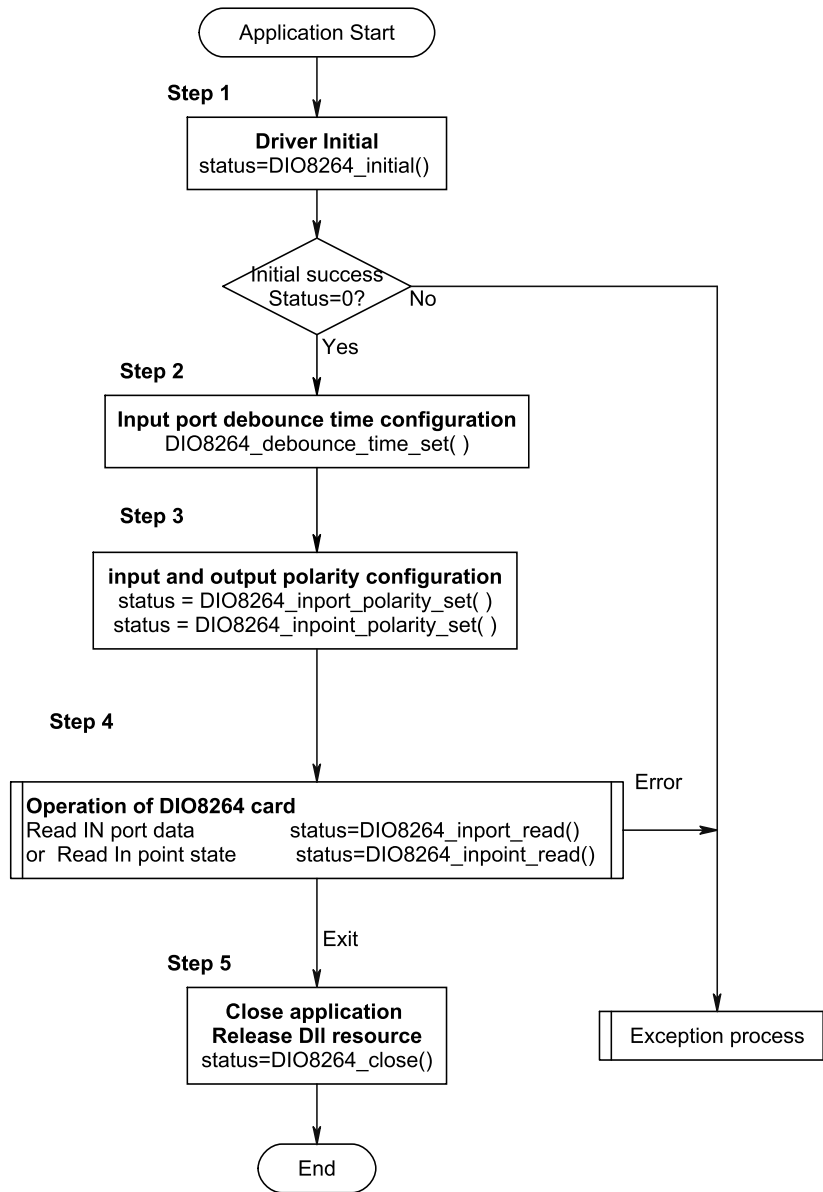 Application Start
Step 1
Driver Initial
status=DIO8264_initial()
Initial success
Status=0?
No
Yes
Step 2
Input port debounce time configuration
DIO8264_debounce_time_set( )
Step 3
input and output polarity configuration
status = DIO8264_inport_polarity_set( )
status = DIO8264_inpoint_polarity_set( )
Step 4
Error
Operation of DIO8264 card
Read IN port data status=DIO8264_inport_read()
or Read In point state status=DIO8264_inpoint_read()
Exit
Step 5
Close application
Release Dll resource
status=DIO8264_close()
Exception process
End